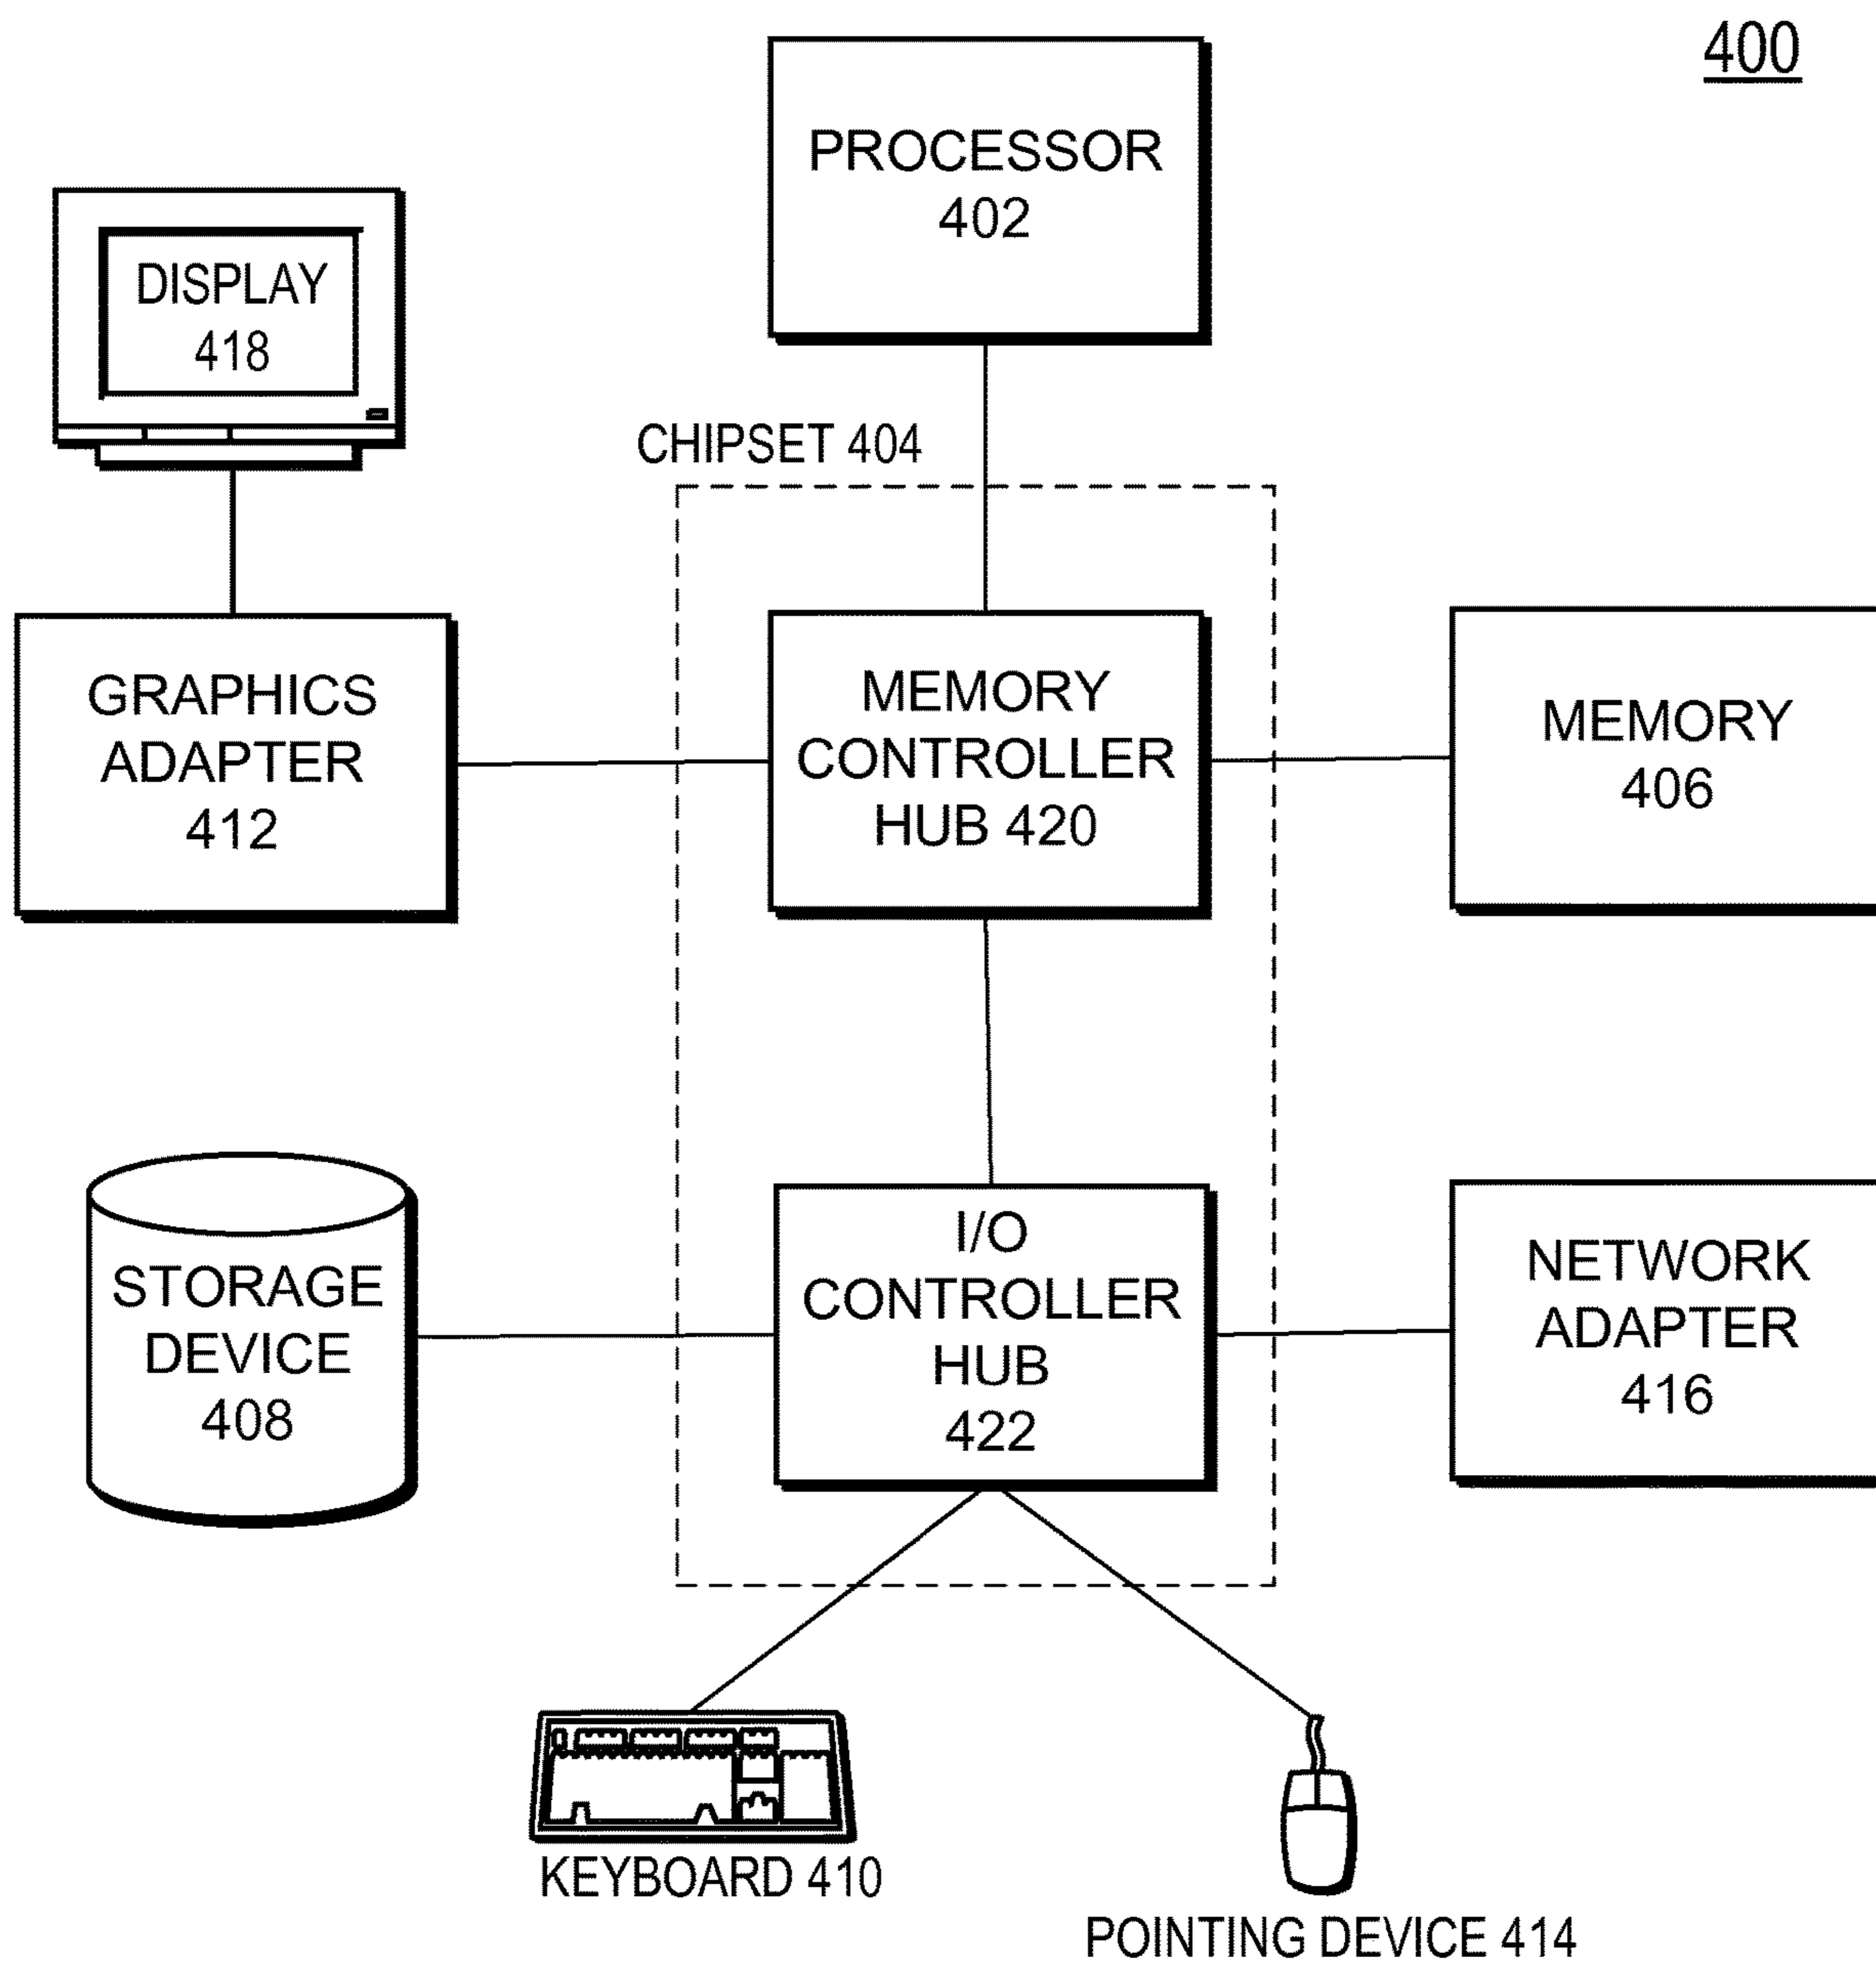 400
PROCESSOR
402
DISPLAY
418
CHIPSET 404
GRAPHICS
ADAPTER
412
MEMORY
CONTROLLER
HUB 420
MEMORY
406
STORAGE
DEVICE
408
I/O
CONTROLLER
HUB
422
NETWORK
ADAPTER
416
KEYBOARD 410
POINTING DEVICE 414